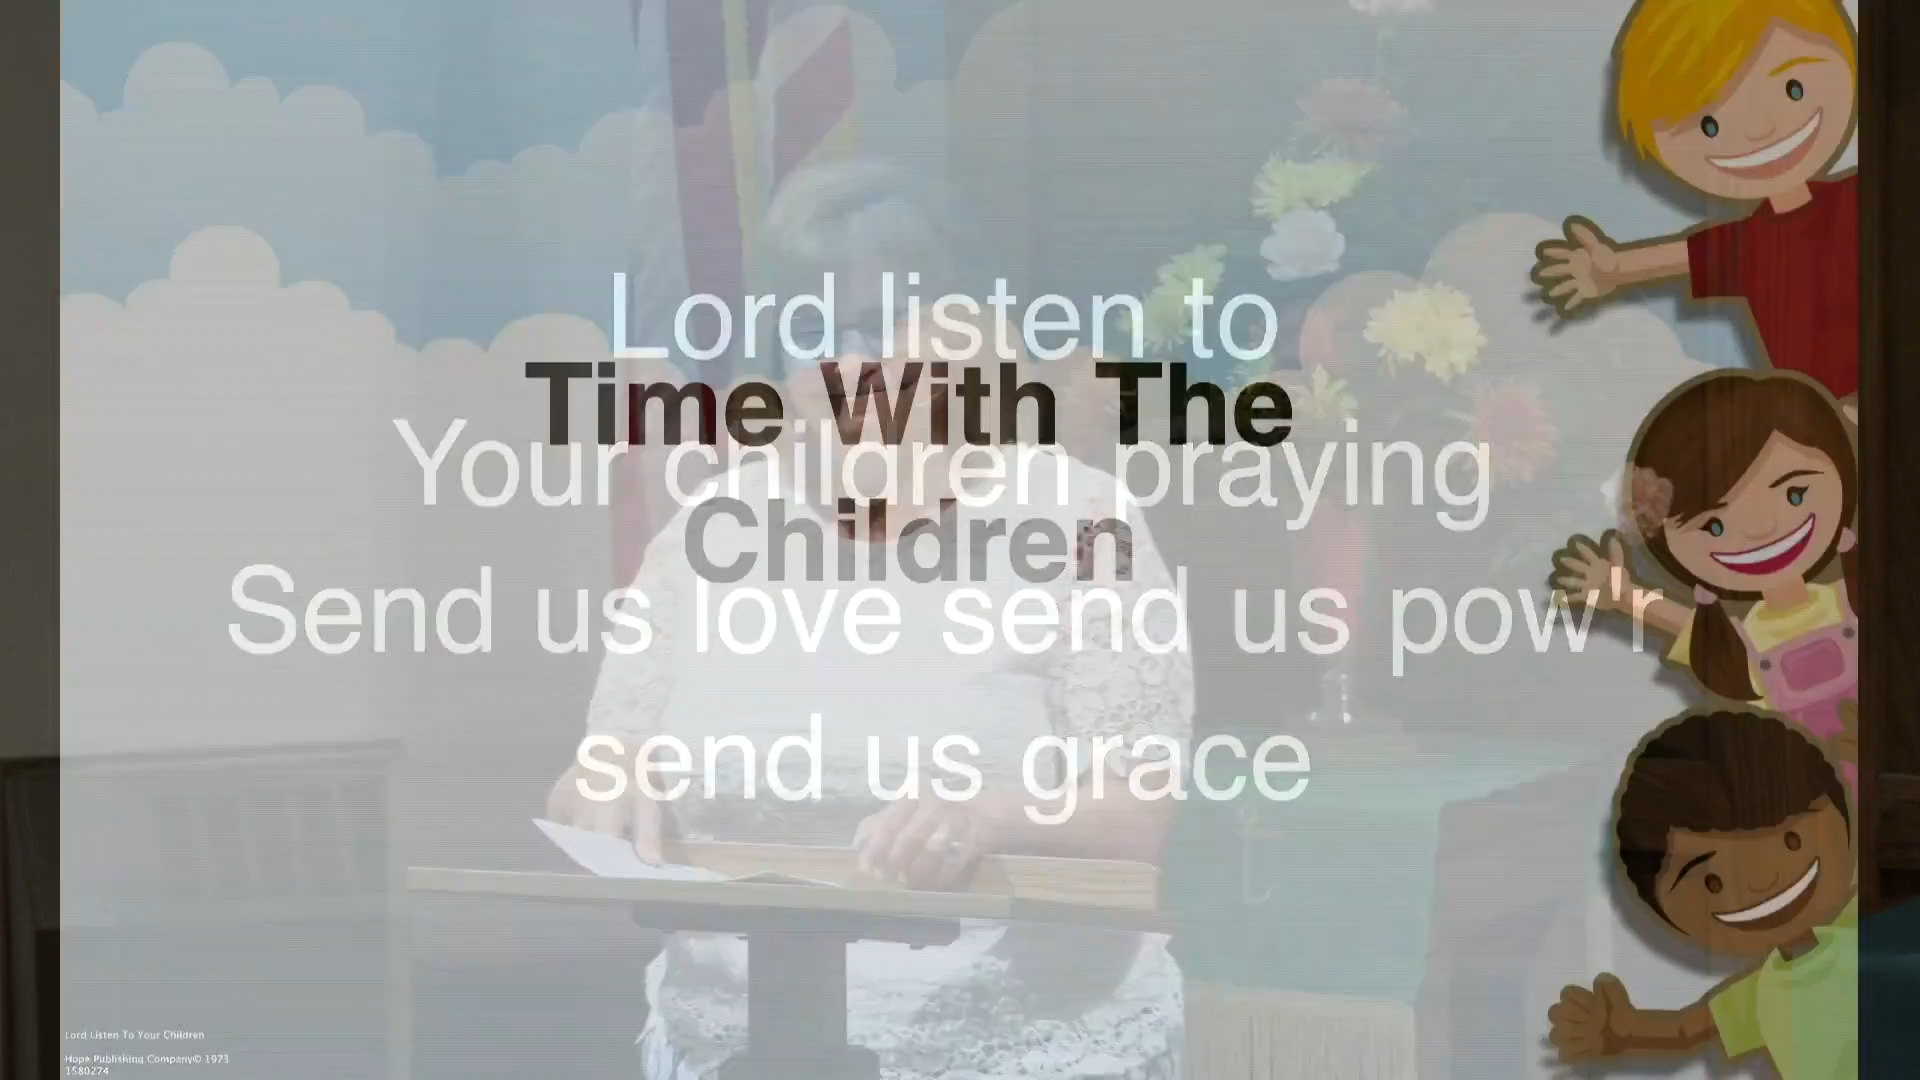 Lord listen to
Time With The
Your children praying
Children
Send us love send us pow'r
send us grace
Lord Listen To Your Children
Hope Publishing Company© 1973
1580274